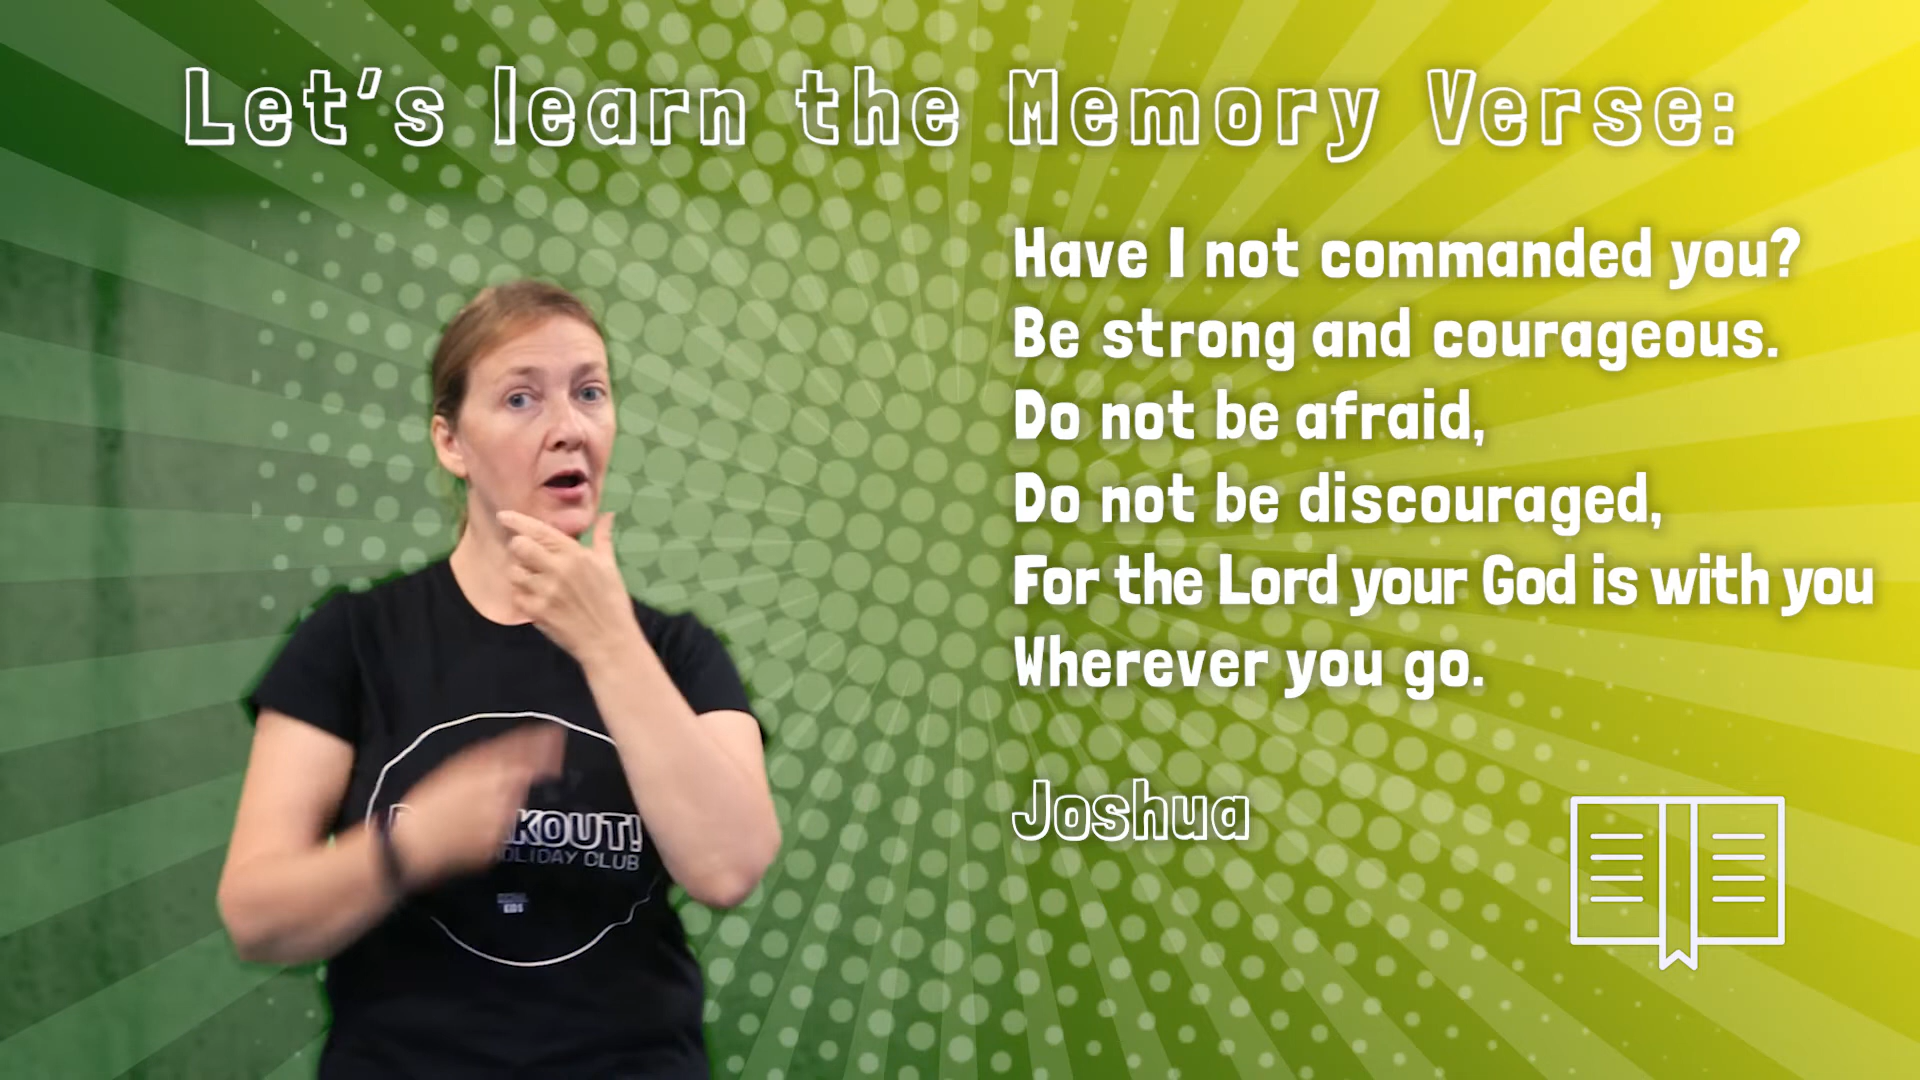 Let's learn the Memory Verse:
Have I not commanded you?
Be strong and courageous.
Do not be afraid,
Do not be discouraged,
For the Lord your God is with you
Wherever you go.
Joshua
KOUT!
OLIDAY CLUB